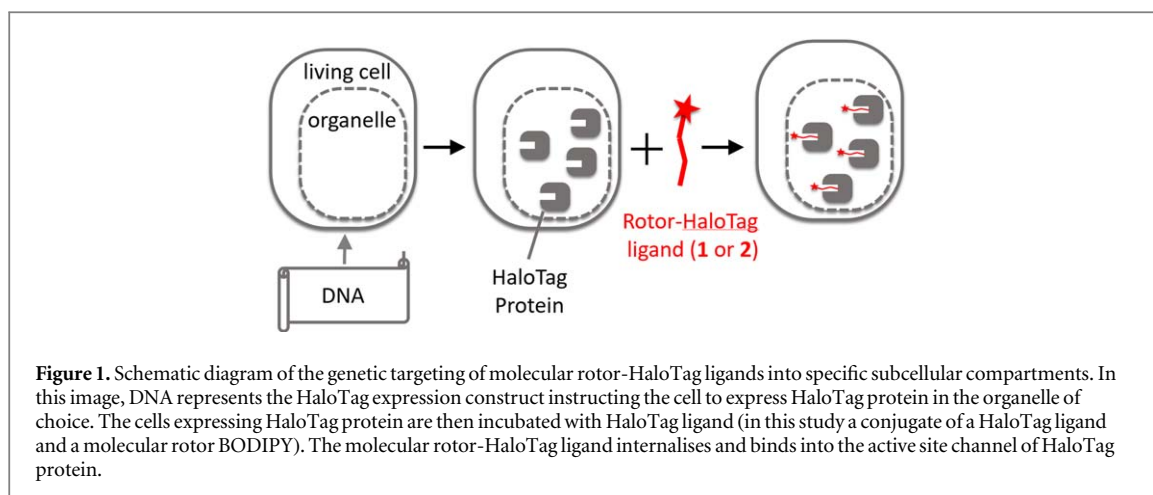 living cell
organelle
DNA
HaloTag
Protein
Rotor-HaloTag
ligand (1 or 2)
Figure 1. Schematic diagram of the genetic targeting of molecular rotor-HaloTag ligands into specific subcellular compartments. In
this image, DNA represents the HaloTag expression construct instructing the cell to express HaloTag protein in the organelle of
choice. The cells expressing HaloTag protein are then incubated with HaloTag ligand (in this study a conjugate of a HaloTag ligand
and a molecular rotor BODIPY). The molecular rotor-HaloTag ligand internalises and binds into the active site channel of HaloTag
protein.